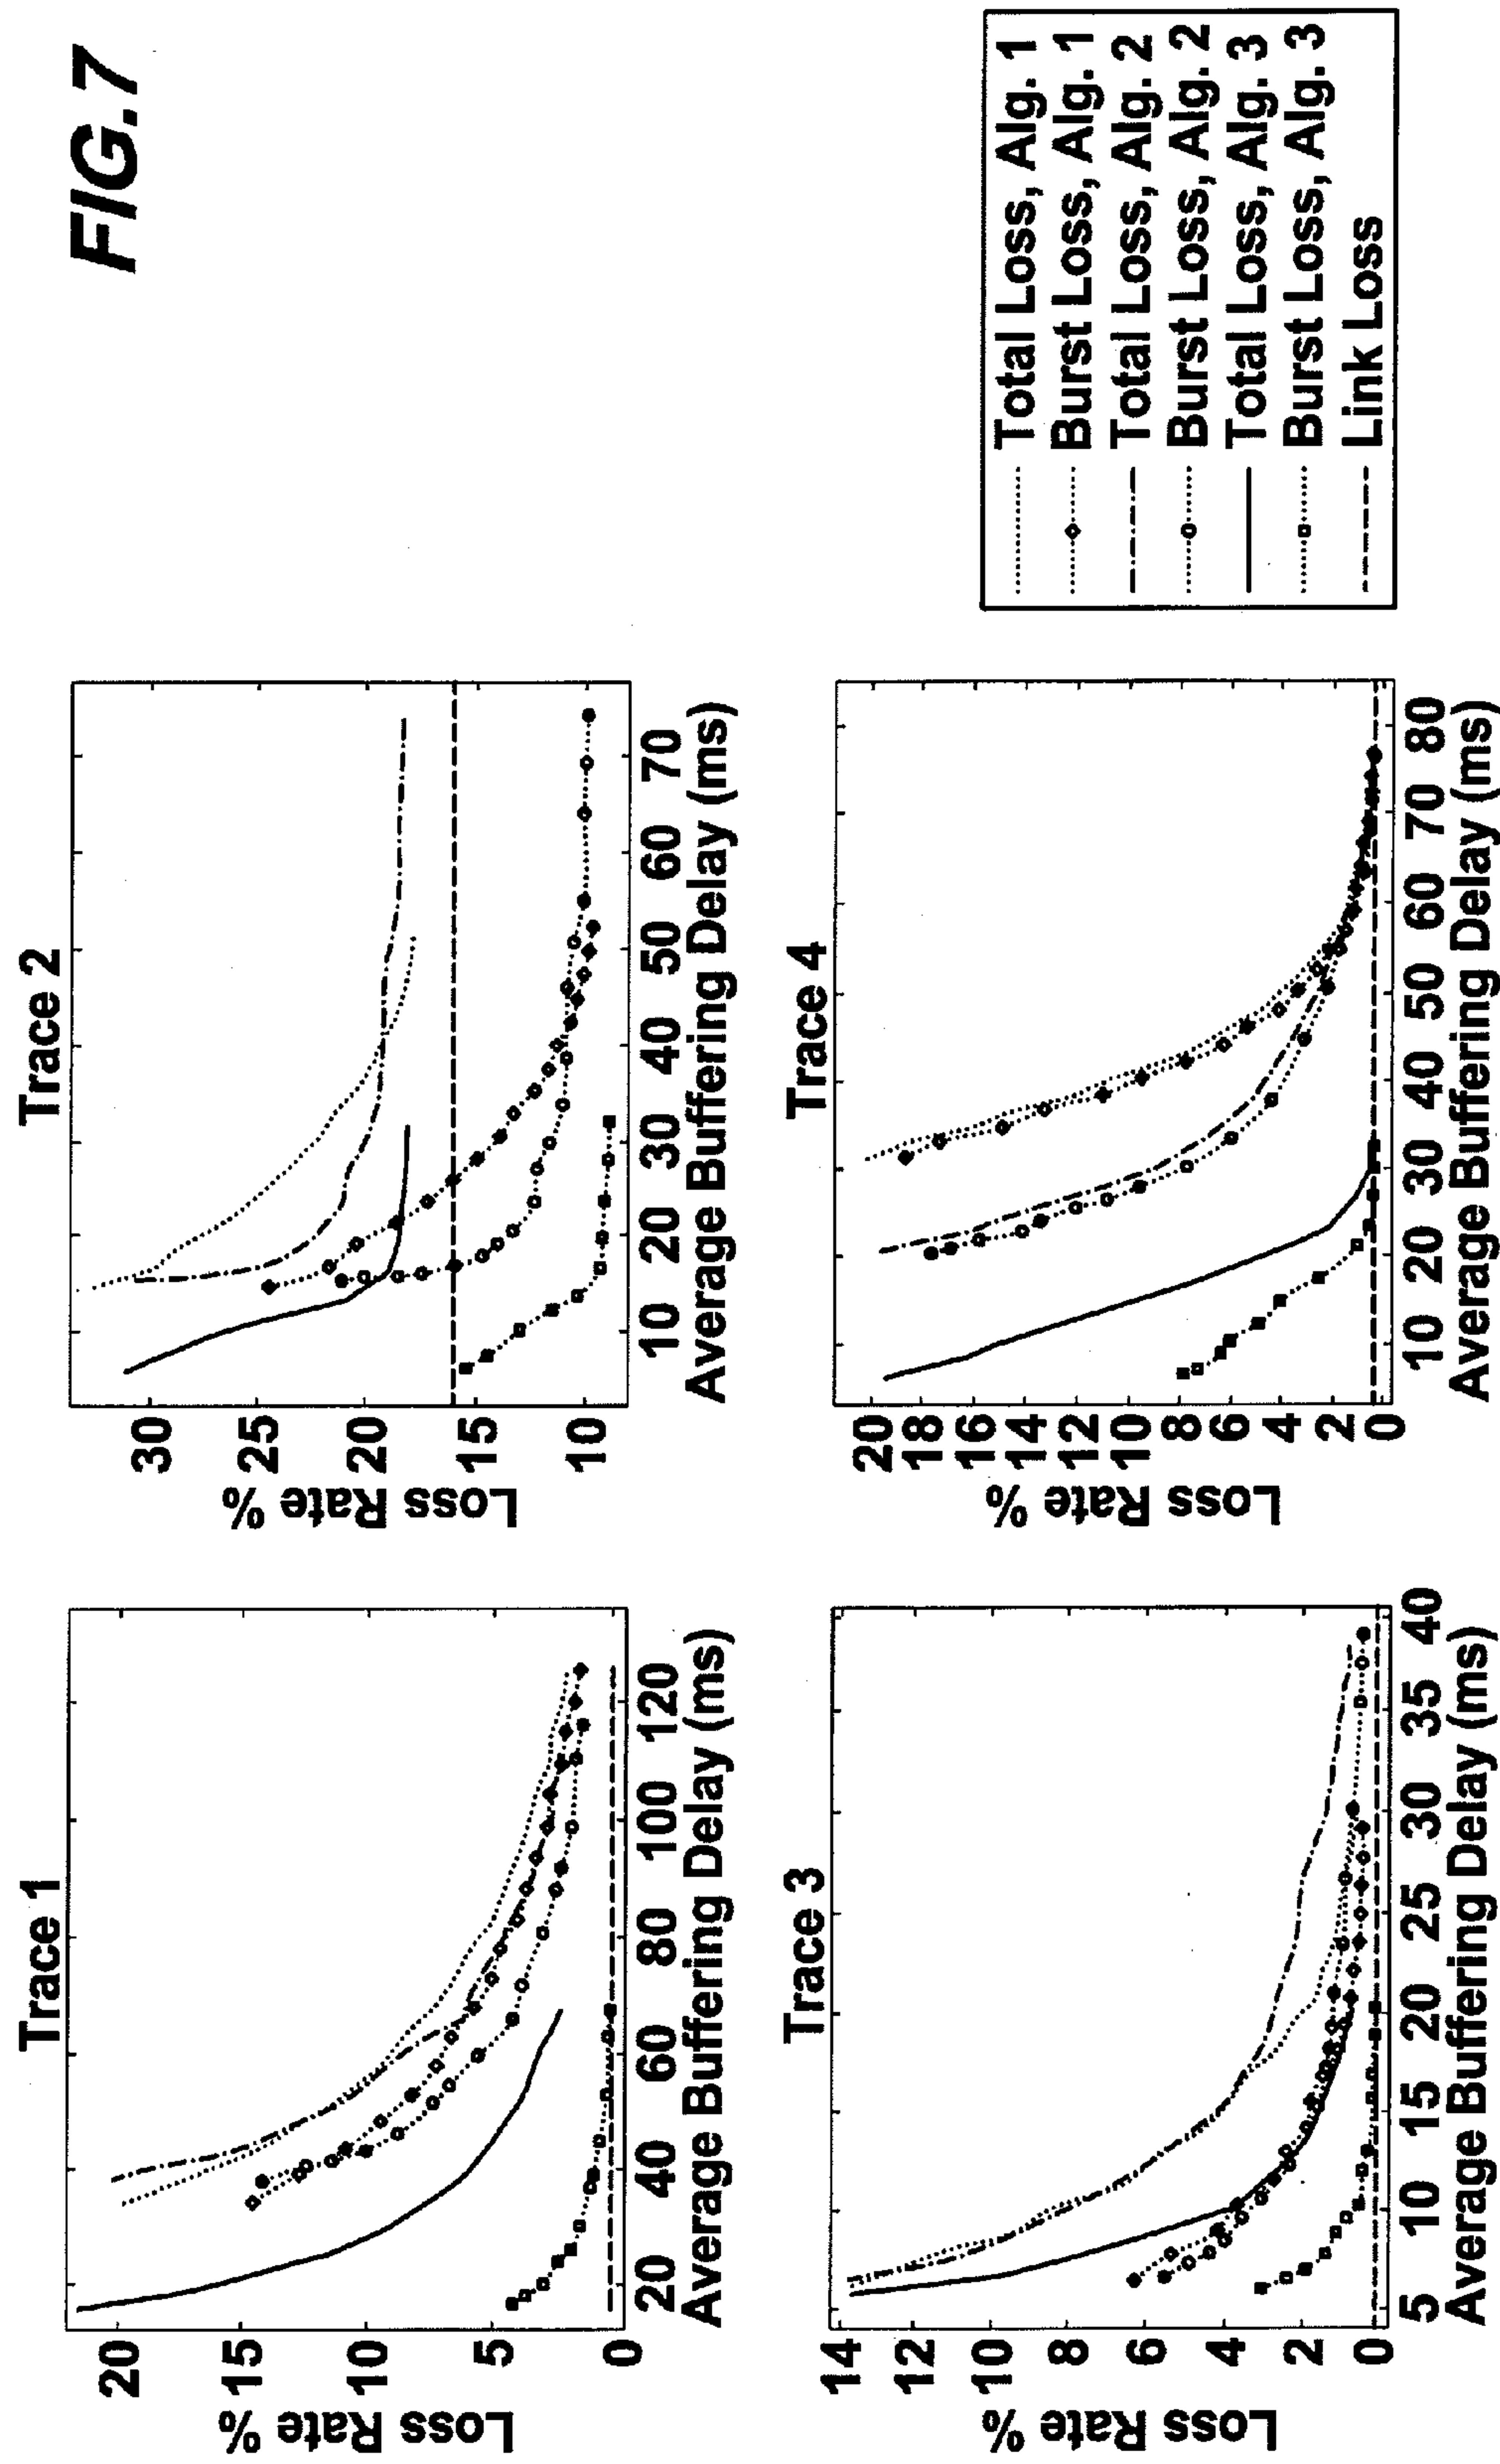 FIG.7
Trace 1
20
15
10
5
0
Loss Rate %
20 40 60 80 100 120
Average Buffering Delay (ms)
Trace 2
30
25
20
15
10
Loss Rate %
10 20 30 40 50 60 70
Average Buffering Delay (ms)
Trace 3
14
12
10
8
6
4
2
0
Loss Rate %
5 10 15 20 25 30 35 40
Average Buffering Delay (ms)
Trace 4
20
18
16
14
12
10
8
6
4
2
0
Loss Rate %
10 20 30 40 50 60 70 80
Average Buffering Delay (ms)
Total Loss, Alg. 1
Burst Loss, Alg. 1
Total Loss, Alg. 2
Burst Loss, Alg. 2
Total Loss, Alg. 3
Burst Loss, Alg. 3
Link Loss